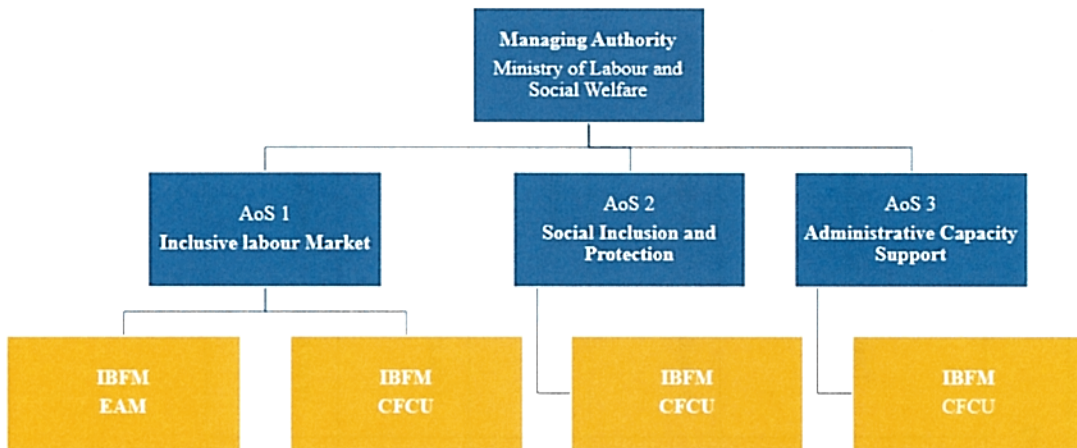 Managing Authority
Ministry of Labour and
Social Welfare
AoS 1
Inclusive labour Market
AoS 2
Social Inclusion and
Protection
AoS 3
Administrative Capacity
Support
IBFM
EAM
IBFM
CFCU
IBFM
CFCU
IBFM
CFCU